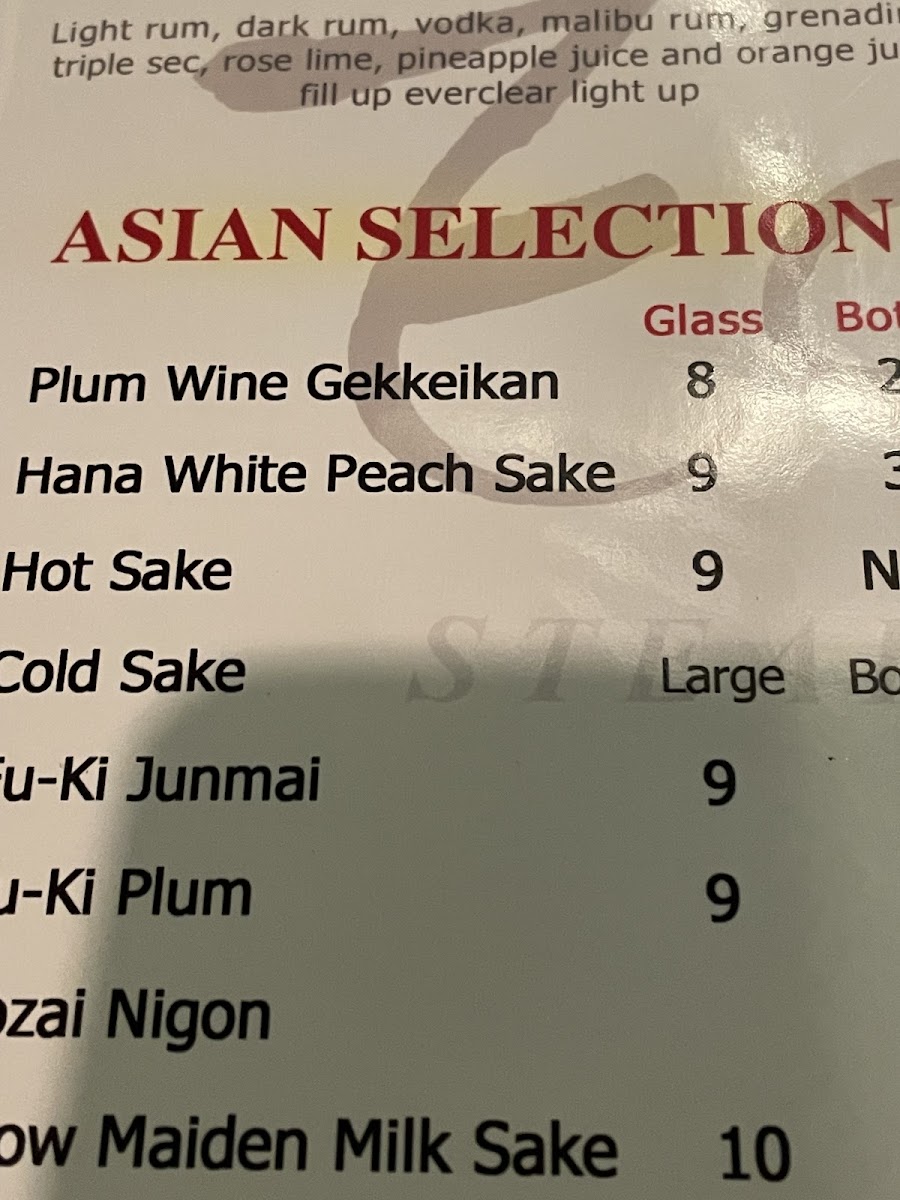 Light rum, dark rum, vodka, malibu rum,
triple sec, rose lime, pineapple juice and orange
fill up everclear light up
ASIAN SELECTION
Glass
Plum Wine Gekkeikan 8
Hana White Peach Sake 9
Hot Sake 9
Cold Sake Large
Fu-Ki Junmai 9
u-Ki Plum 9
ozai Nigon
ow Maiden Milk Sake 10